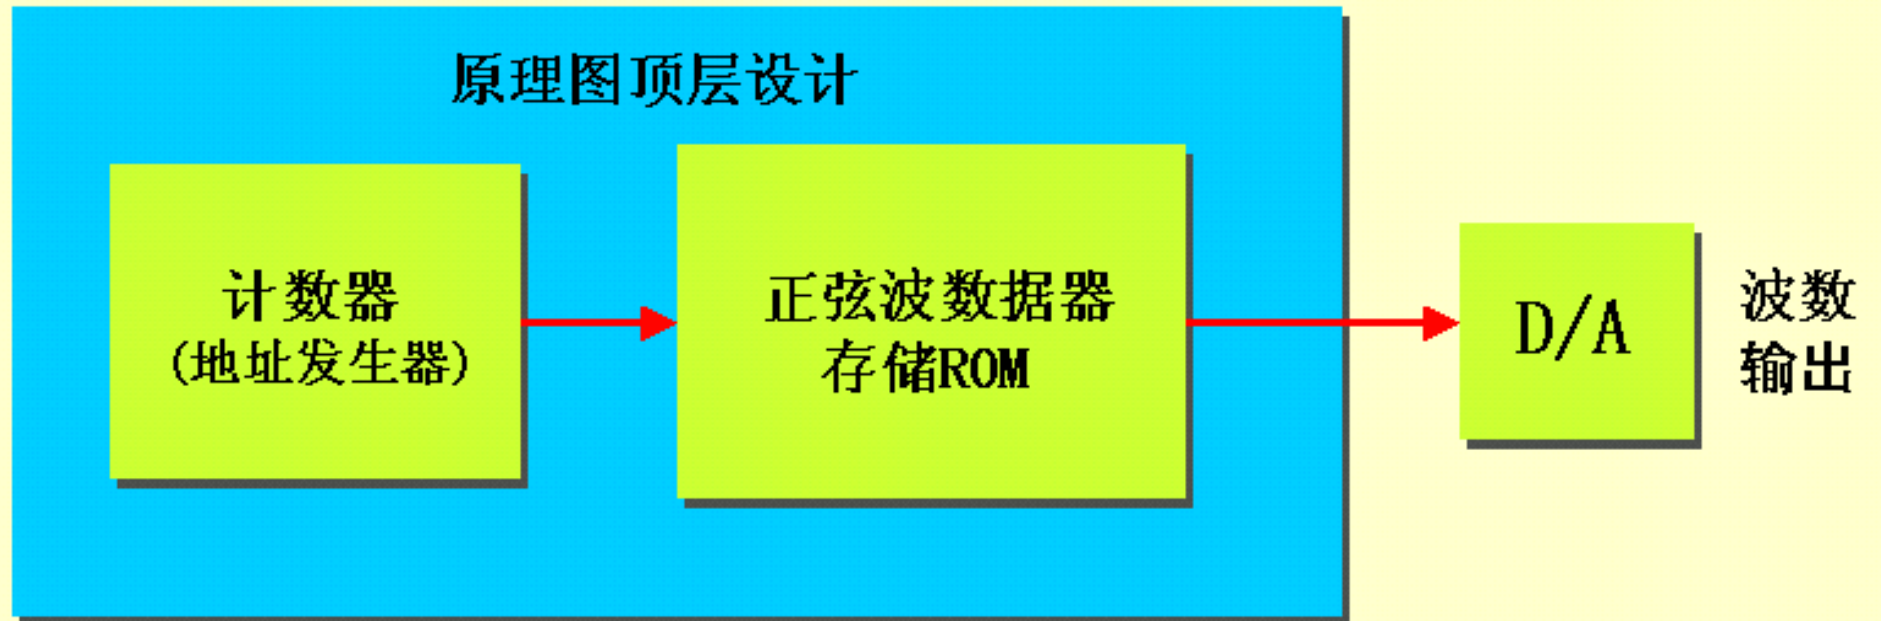 原理图顶层设计
计数器
(地址发生器)
正弦波数据器
存储ROM
D/A
波数
输出